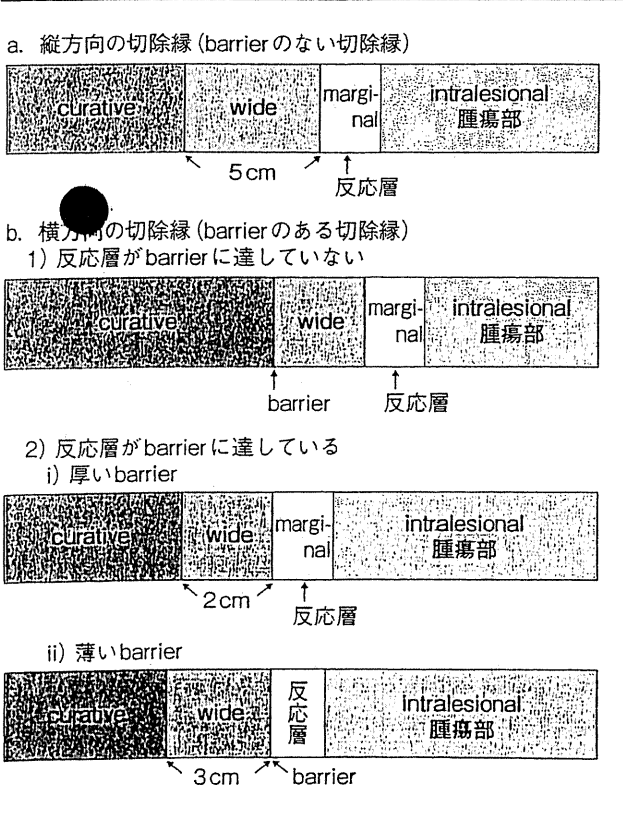 a. 縦方向の切除縁(barrierのない切除縁)
curative
wide
margi-
nal
intralesional
腫瘍部
5cm
反応層
b. 横方向の切除縁(barrierのある切除縁)
1) 反応層がbarrierに達していない
curative
wide
margi-
nal
intralesional
腫瘍部
barrier
反応層
2) 反応層がbarrierに達している
i) 厚いbarrier
curative
wide
margi-
nal
intralesional
腫瘍部
2cm
反応層
ii) 薄いbarrier
curative
wide
反応層
intralesional
腫瘍部
3cm
barrier